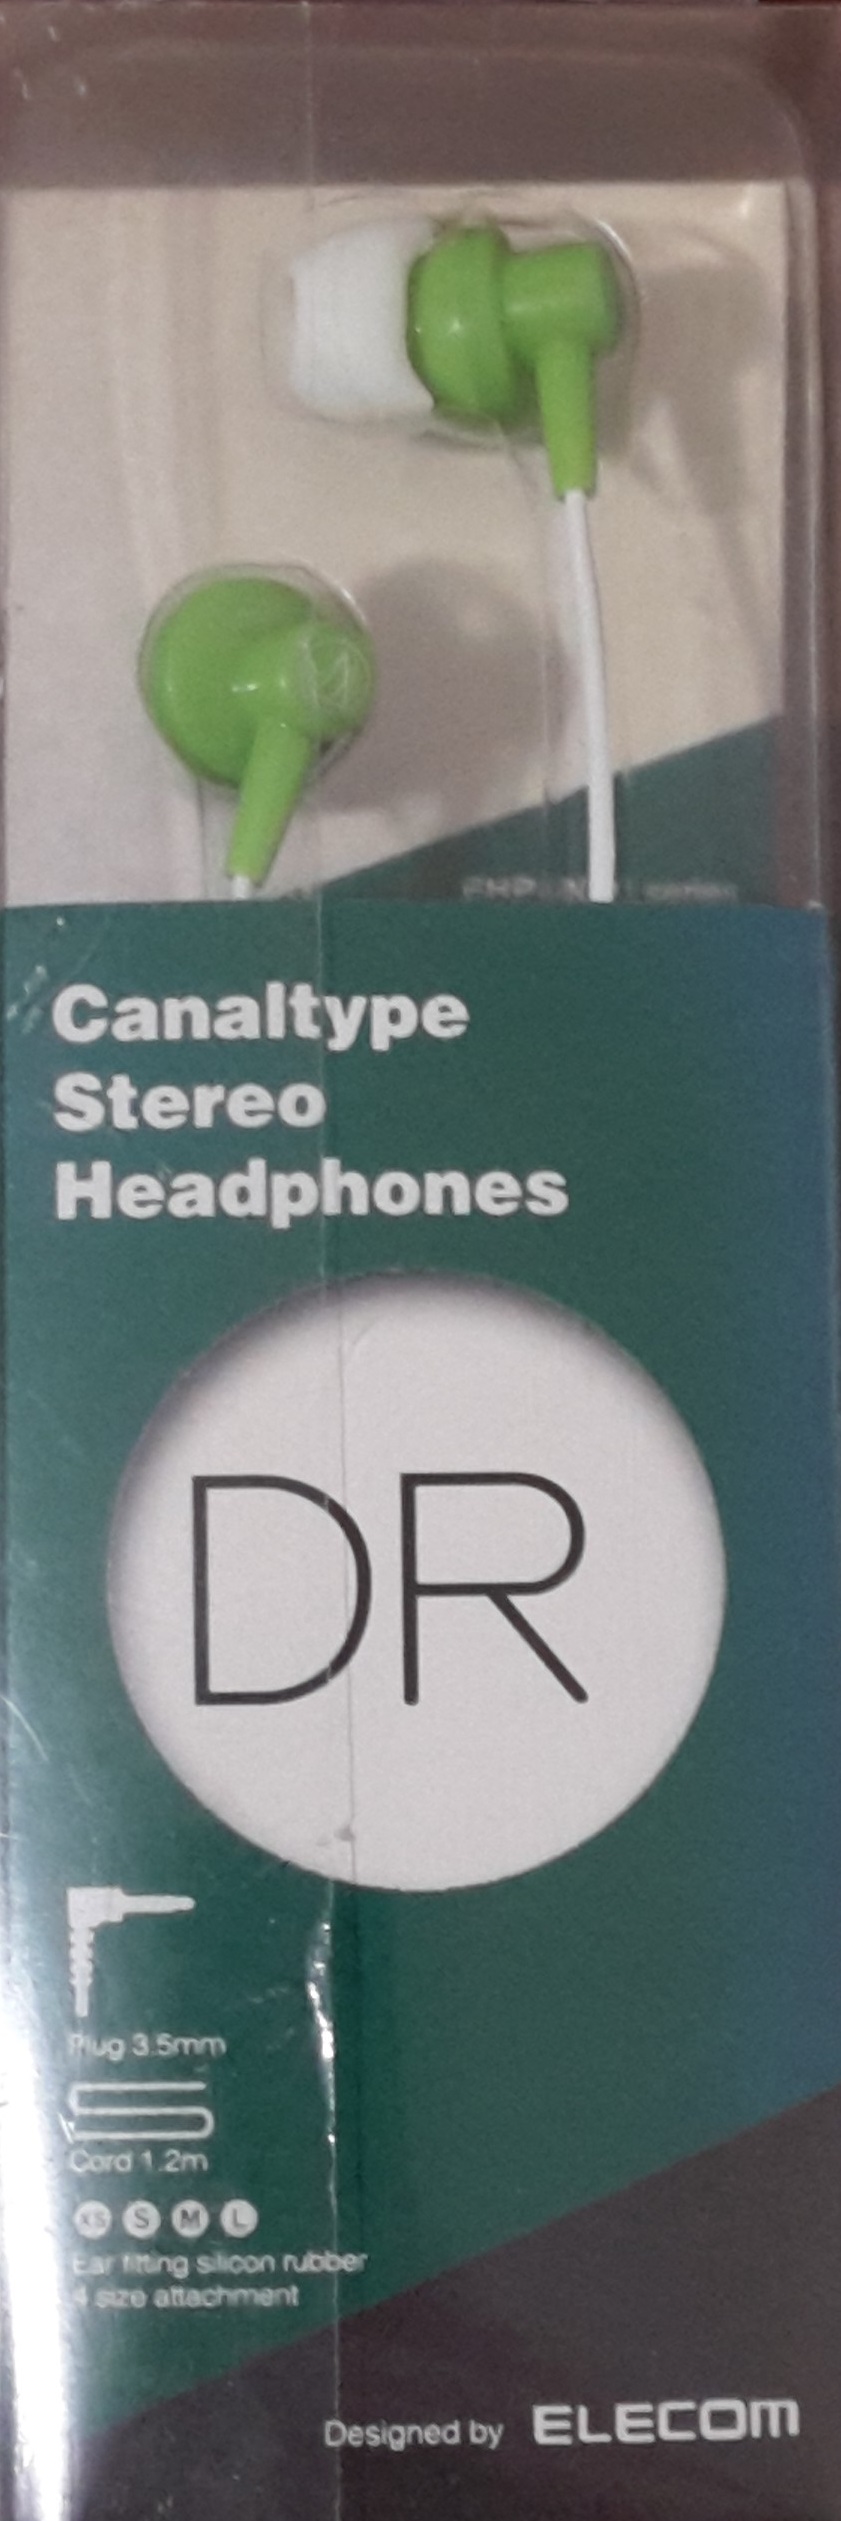 Canaltype
Stereo
Headphones
DR
Plug 3.5mm
Cord 1.2m
XS S M L
Ear fitting silicon rubber
4 size attachment
Designed by ELECOM